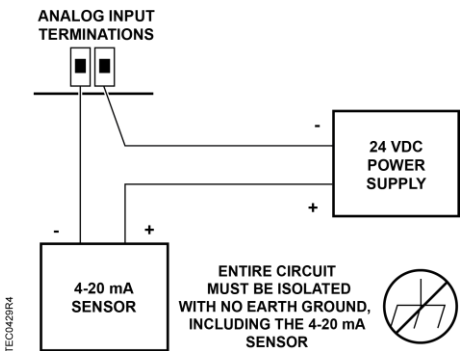 ANALOG INPUT
TERMINATIONS
-
24 VDC
POWER
SUPPLY
+
-
+
4-20 mA
SENSOR
ENTIRE CIRCUIT
MUST BE ISOLATED
WITH NO EARTH GROUND,
INCLUDING THE 4-20 mA
SENSOR
TEC0429R4